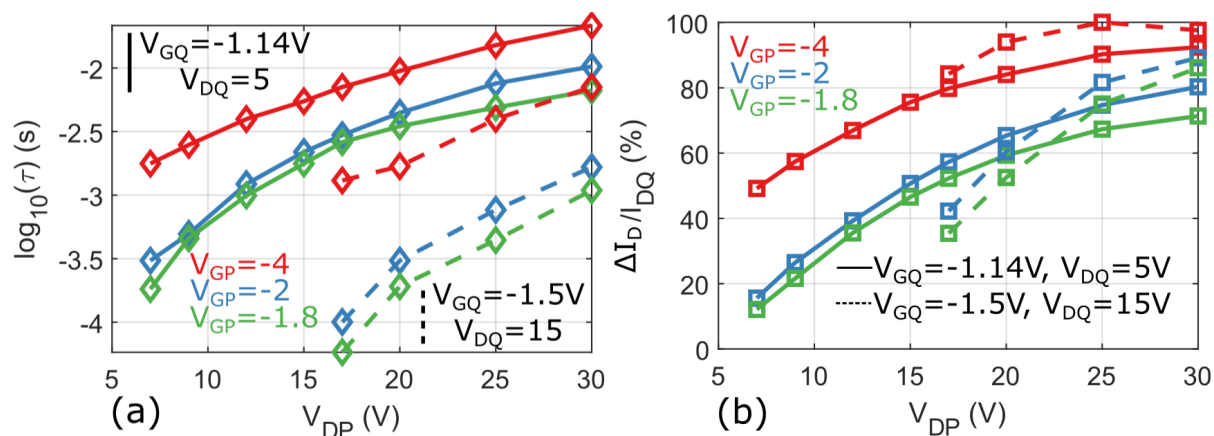 V_GQ=-1.14V
V_DQ=5
log_10(τ) (s)
-2
-2.5
-3
-3.5
-4
V_GP=-4
V_GP=-2
V_GP=-1.8
V_GQ=-1.5V
V_DQ=15
5 10 15 20 25 30
(a)
V_DP (V)
ΔI_D/I_DQ (%)
100
80
60
40
20
0
V_GP=-4
V_GP=-2
V_GP=-1.8
V_GQ=-1.14V, V_DQ=5V
V_GQ=-1.5V, V_DQ=15V
5 10 15 20 25 30
(b)
V_DP (V)